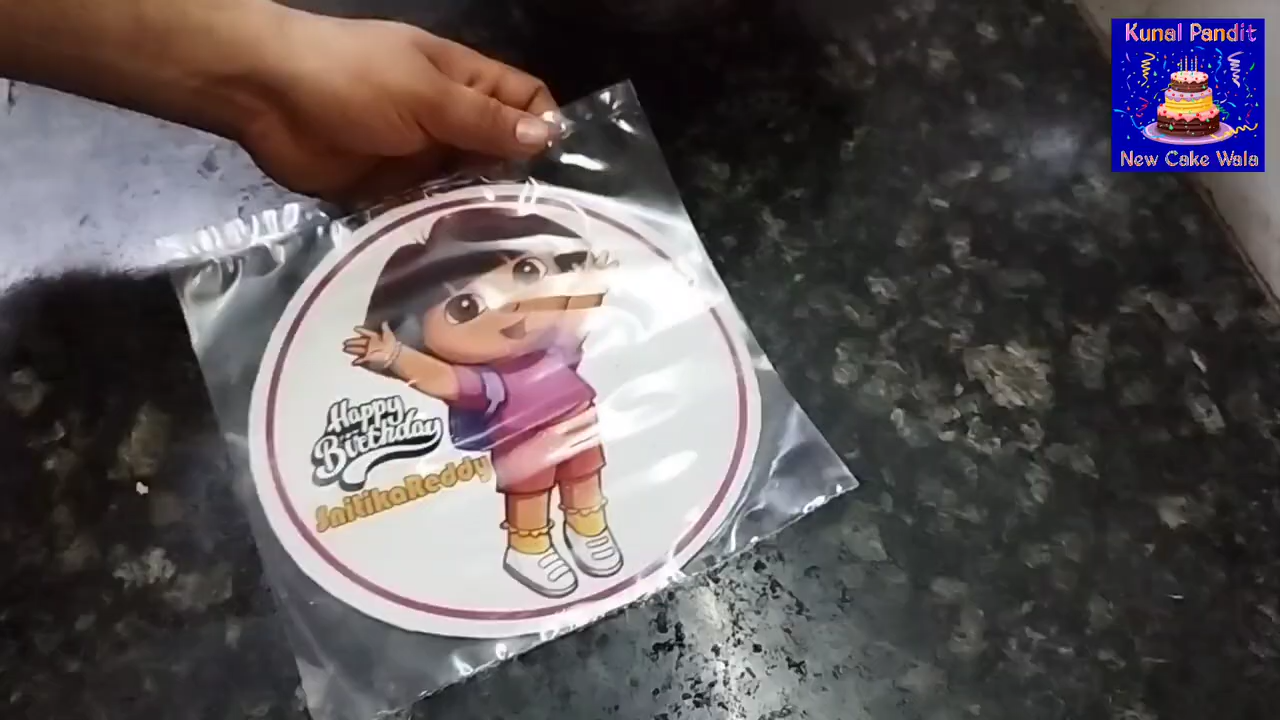 Kunal Pandit
New Cake Wala
Happy
Birthday
SaitikaReddy